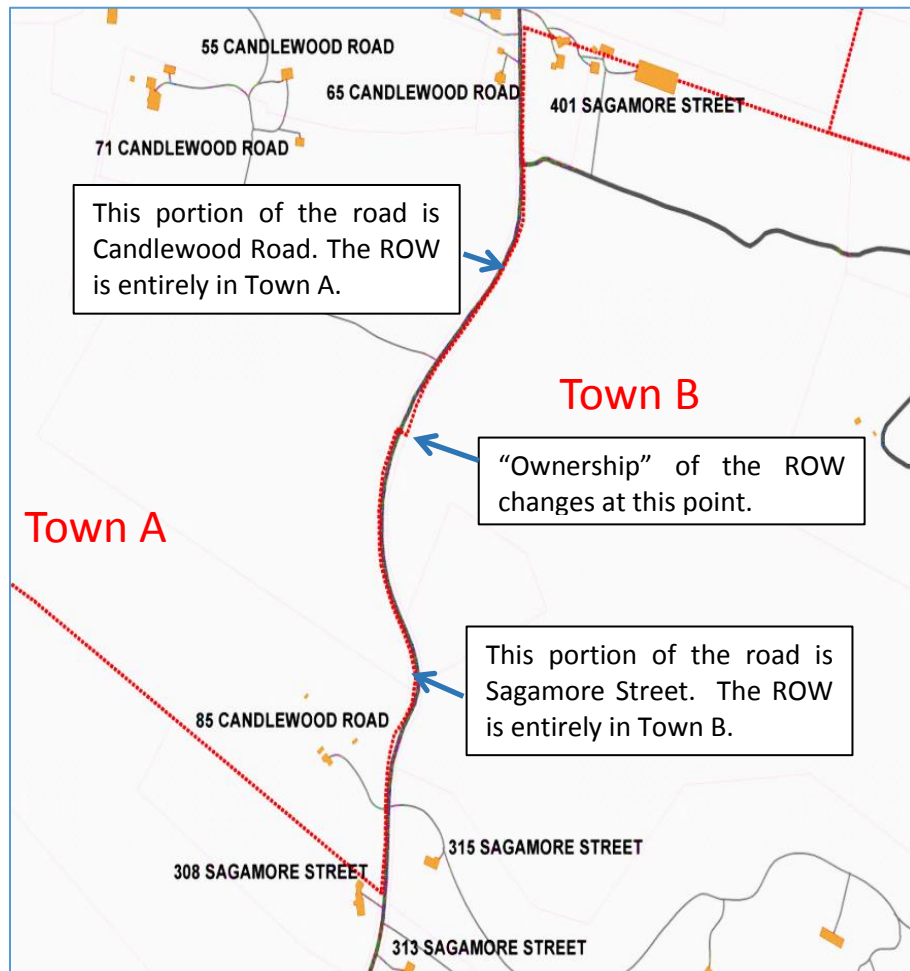 55 CANDLEWOOD ROAD
65 CANDLEWOOD ROAD
401 SAGAMORE STREET
71 CANDLEWOOD ROAD
This portion of the road is
Candlewood Road. The ROW
is entirely in Town A.
Town B
“Ownership” of the ROW
changes at this point.
Town A
This portion of the road is
Sagamore Street. The ROW
is entirely in Town B.
85 CANDLEWOOD ROAD
315 SAGAMORE STREET
308 SAGAMORE STREET
313 SAGAMORE STREET